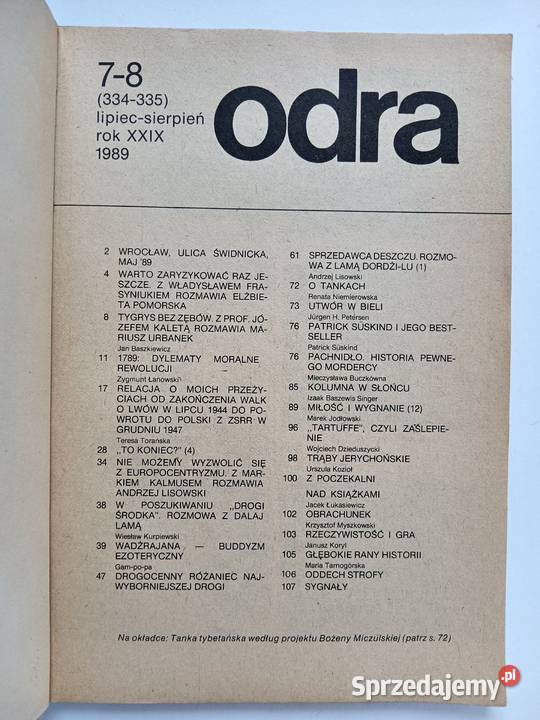 7-8
(334-335)
lipiec-sierpień
rok XXIX
1989
odra
2 WROCŁAW, ULICA ŚWIDNICKA,
MAJ '89
4 WARTO ZARYZYKOWAĆ RAZ JE-
SZCZE. Z WŁADYSŁAWEM FRA-
SYNIUKIEM ROZMAWIA ELŻBIE-
TA POMORSKA
8 TYGRYS BEZ ZĘBÓW. Z PROF. JÓ-
ZEFEM KALETĄ ROZMAWIA MA-
RIUSZ URBANEK
Jan Baszkiewicz
11 1789: DYLEMATY MORALNE
REWOLUCJI
Zygmunt Łanowski
17 RELACJA O MOICH PRZEŻY-
CIACH OD ZAKOŃCZENIA WALK
O LWÓW W LIPCU 1944 DO PO-
WROTU DO POLSKI Z ZSRR W
GRUDNIU 1947
Teresa Torańska
28 „TO KONIEC?" (4)
34 NIE MOŻEMY WYZWOLIĆ SIĘ
Z EUROPOCENTRYZMU. Z MAR-
KIEM KALMUSEM ROZMAWIA
ANDRZEJ LISOWSKI
38 W POSZUKIWANIU „DROGI
ŚRODKA". ROZMOWA Z DALAJ
LAMĄ
Wiesław Kurpiewski
39 WADŻRAJANA — BUDDYZM
EZOTERYCZNY
Gam-po-pa
47 DROGOCENNY RÓŻANIEC NAJ-
WYBORNIEJSZEJ DROGI
61 SPRZEDAWCA DESZCZU. ROZMO-
WA Z LAMĄ DORDŻI-LU (1)
Andrzej Lisowski
72 O TANKACH
Renata Niemierowska
73 UTWÓR W BIELI
Jürgen H. Petersen
76 PATRICK SÜSKIND I JEGO BEST-
SELLER
Patrick Süskind
76 PACHNIDŁO. HISTORIA PEWNE-
GO MORDERCY
Mieczysława Buczkówna
85 KOLUMNA W SŁOŃCU
Izaak Baszewis Singer
89 MIŁOŚĆ I WYGNANIE (12)
Marek Jodłowski
96 „TARTUFFE", CZYLI ZAŚLEPIE-
NIE
Wojciech Dzieduszycki
98 TRĄBY JERYCHOŃSKIE
Urszula Kozioł
100 Z POCZEKALNI
NAD KSIĄŻKAMI
Jacek Łukasiewicz
102 OBRACHUNEK
Krzysztof Myszkowski
103 RZECZYWISTOŚĆ I GRA
Janusz Koryl
105 GŁĘBOKIE RANY HISTORII
Maria Tarnogórska
106 ODDECH STROFY
107 SYGNAŁY
Na okładce: Tanka tybetańska według projektu Bożeny Miczulskiej (patrz s. 72)
Sprzedajemy.pl